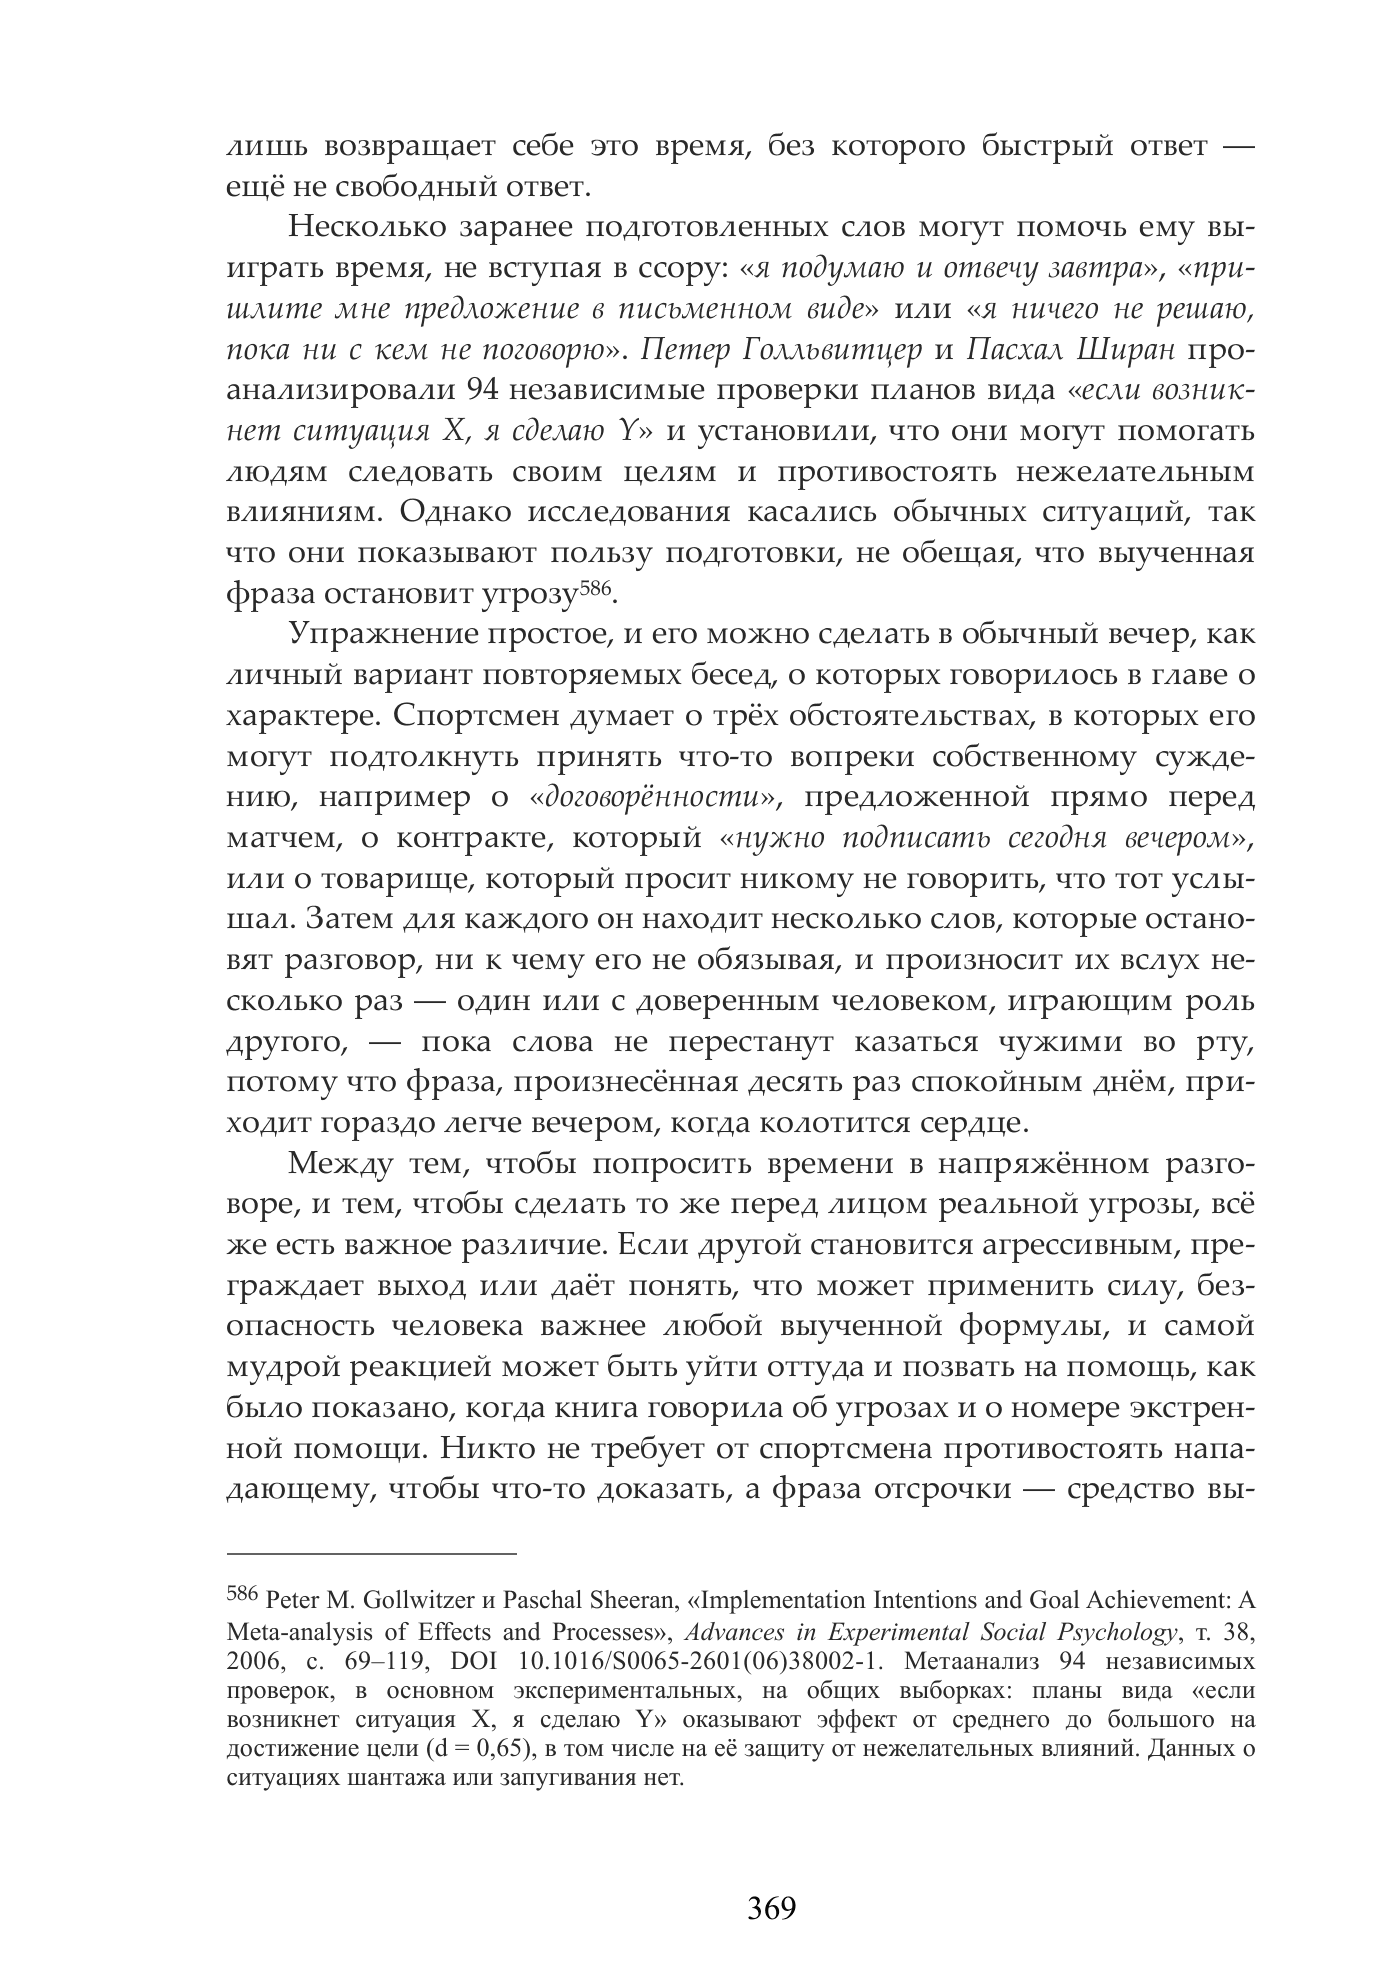 лишь возвращает себе это время, без которого быстрый ответ —
ещё не свободный ответ.
Несколько заранее подготовленных слов могут помочь ему вы-
играть время, не вступая в ссору: «я подумаю и отвечу завтра», «при-
шлите мне предложение в письменном виде» или «я ничего не решаю,
пока ни с кем не поговорю». Петер Голльвитцер и Пасхал Ширан про-
анализировали 94 независимые проверки планов вида «если возник-
нет ситуация X, я сделаю Y» и установили, что они могут помогать
людям следовать своим целям и противостоять нежелательным
влияниям. Однако исследования касались обычных ситуаций, так
что они показывают пользу подготовки, не обещая, что выученная
фраза остановит угрозу586.
Упражнение простое, и его можно сделать в обычный вечер, как
личный вариант повторяемых бесед, о которых говорилось в главе о
характере. Спортсмен думает о трёх обстоятельствах, в которых его
могут подтолкнуть принять что-то вопреки собственному сужде-
нию, например о «договорённости», предложенной прямо перед
матчем, о контракте, который «нужно подписать сегодня вечером»,
или о товарище, который просит никому не говорить, что тот услы-
шал. Затем для каждого он находит несколько слов, которые остано-
вят разговор, ни к чему его не обязывая, и произносит их вслух не-
сколько раз — один или с доверенным человеком, играющим роль
другого, — пока слова не перестанут казаться чужими во рту,
потому что фраза, произнесённая десять раз спокойным днём, при-
ходит гораздо легче вечером, когда колотится сердце.
Между тем, чтобы попросить времени в напряжённом разго-
воре, и тем, чтобы сделать то же перед лицом реальной угрозы, всё
же есть важное различие. Если другой становится агрессивным, пре-
граждает выход или даёт понять, что может применить силу, без-
опасность человека важнее любой выученной формулы, и самой
мудрой реакцией может быть уйти оттуда и позвать на помощь, как
было показано, когда книга говорила об угрозах и о номере экстрен-
ной помощи. Никто не требует от спортсмена противостоять напа-
дающему, чтобы что-то доказать, а фраза отсрочки — средство вы-
586 Peter M. Gollwitzer и Paschal Sheeran, «Implementation Intentions and Goal Achievement: A
Meta-analysis of Effects and Processes», Advances in Experimental Social Psychology, т. 38,
2006, с. 69–119, DOI 10.1016/S0065-2601(06)38002-1. Метаанализ 94 независимых
проверок, в основном экспериментальных, на общих выборках: планы вида «если
возникнет ситуация X, я сделаю Y» оказывают эффект от среднего до большого на
достижение цели (d = 0,65), в том числе на её защиту от нежелательных влияний. Данных о
ситуациях шантажа или запугивания нет.
369